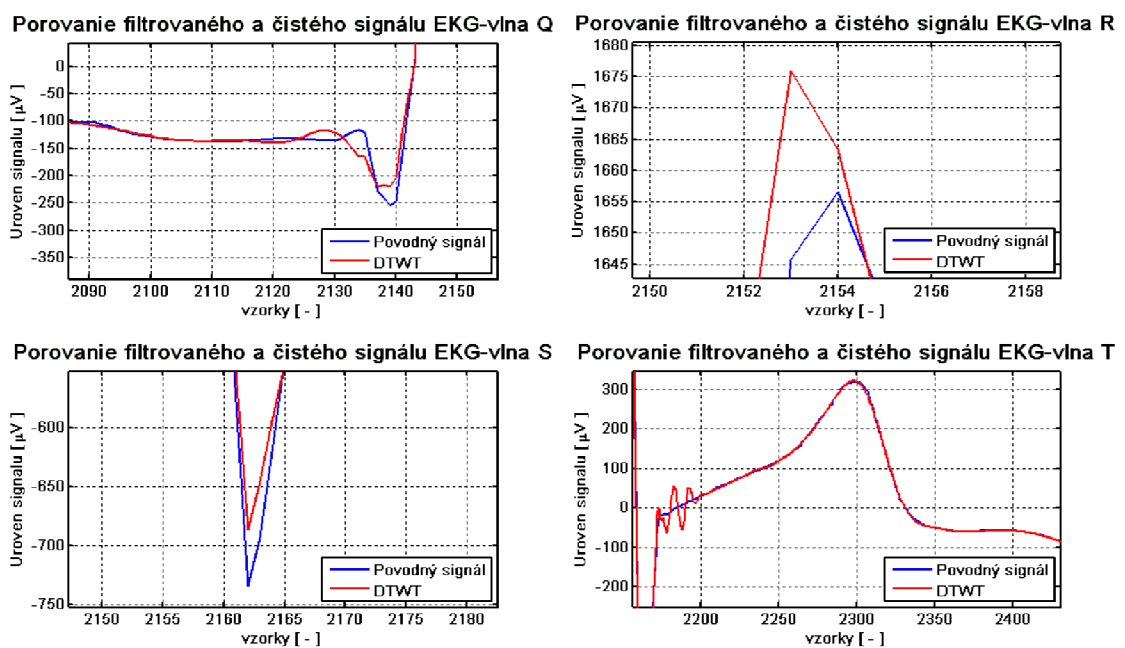 Porovanie filtrovaného a čistého signálu EKG-vlna Q
Uroven signalu [ µV ]
0
-50
-100
-150
-200
-250
-300
-350
2090 2100 2110 2120 2130 2140 2150
vzorky [ - ]
Povodný signál
DTWT
Porovanie filtrovaného a čistého signálu EKG-vlna R
Uroven signalu [ µV ]
1680
1675
1670
1665
1660
1655
1650
1645
2150 2152 2154 2156 2158
vzorky [ - ]
Povodný signál
DTWT
Porovanie filtrovaného a čistého signálu EKG-vlna S
Uroven signalu [ µV ]
-600
-650
-700
-750
2150 2155 2160 2165 2170 2175 2180
vzorky [ - ]
Povodný signál
DTWT
Porovanie filtrovaného a čistého signálu EKG-vlna T
Uroven signalu [ µV ]
300
200
100
0
-100
-200
2200 2250 2300 2350 2400
vzorky [ - ]
Povodný signál
DTWT